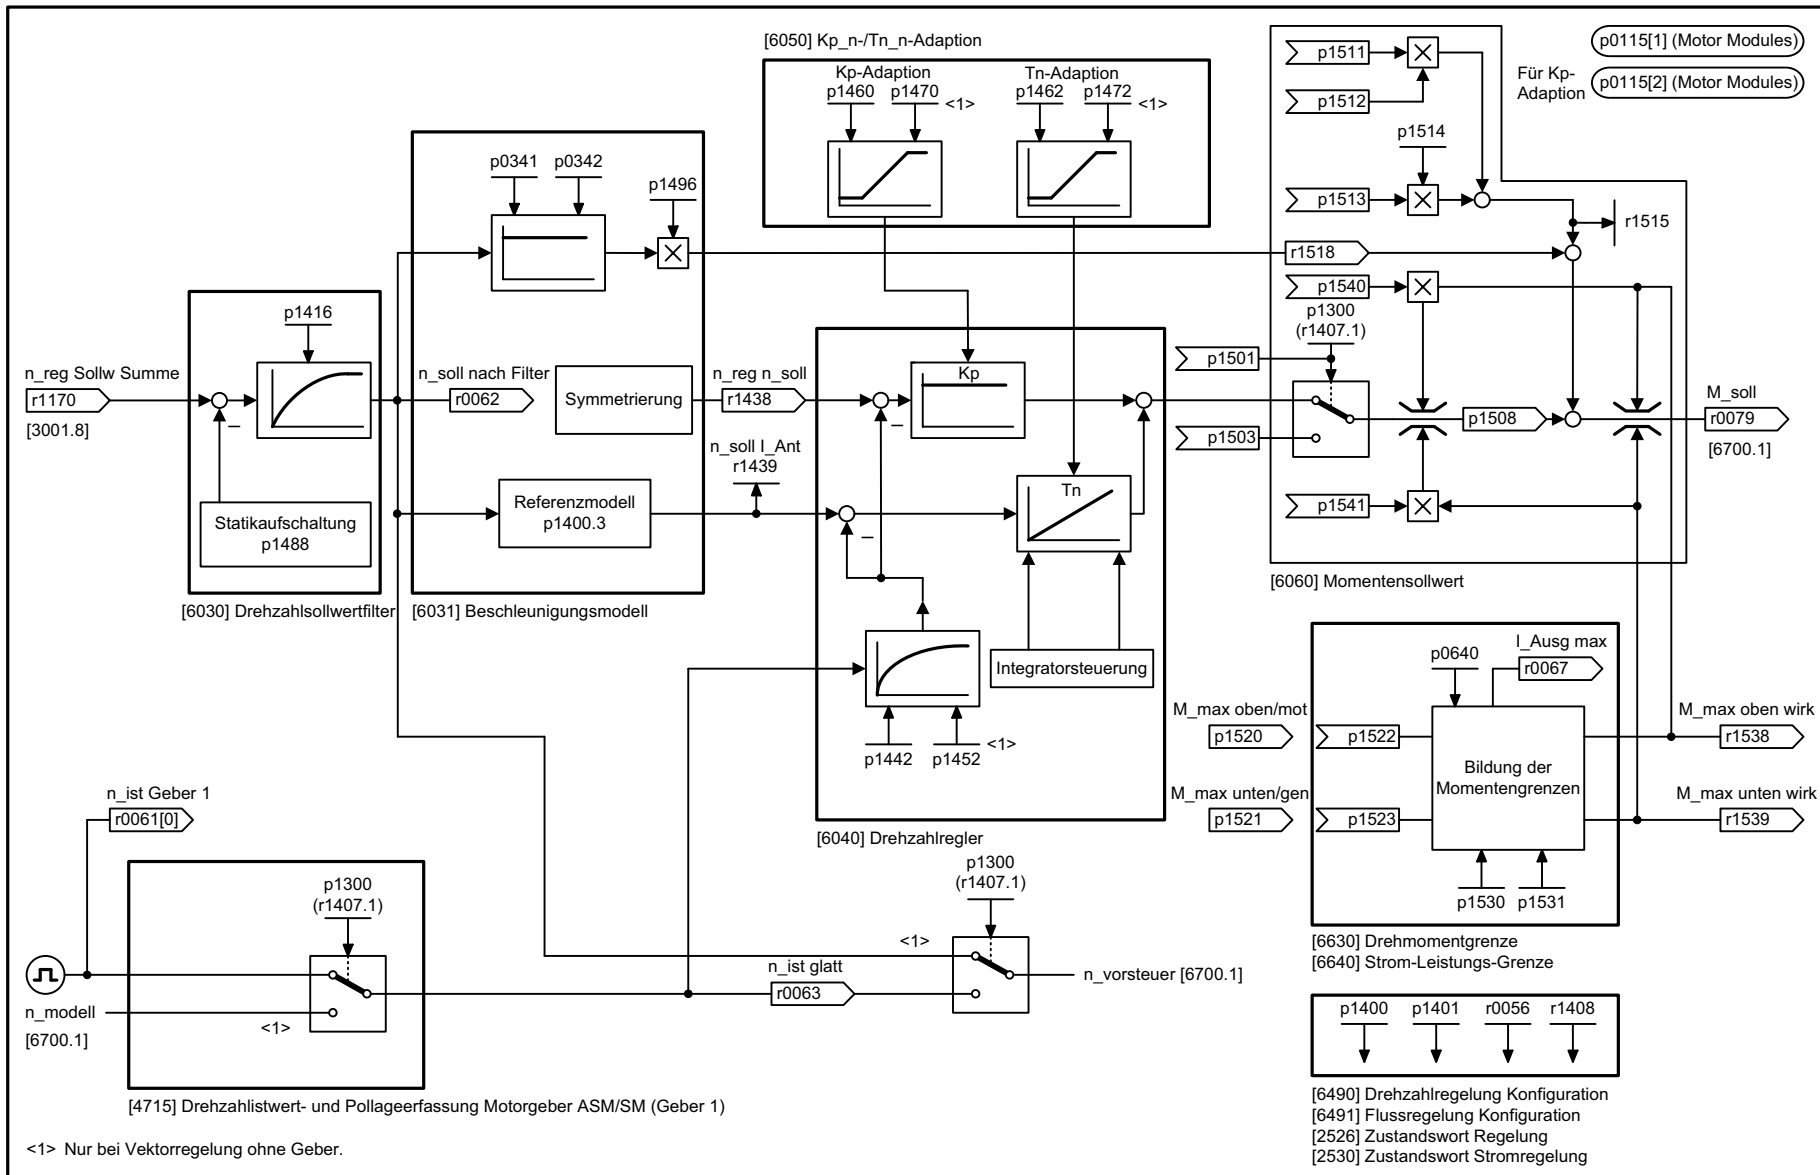 [6050] Kp_n-/Tn_n-Adaption
Kp-Adaption
p1460
p1470
<1>
Tn-Adaption
p1462
p1472
<1>
p1511
p1512
p1514
p1513
Für Kp-
Adaption
p0115[1] (Motor Modules)
p0115[2] (Motor Modules)
r1515
r1518
p1540
p1300
(r1407.1)
p1501
p1503
p1508
p1541
M_soll
r0079
[6700.1]
[6060] Momentensollwert
p0341
p0342
p1496
p1416
n_reg Sollw Summe
r1170
[3001.8]
Statikaufschaltung
p1488
[6030] Drehzahlsollwertfilter
n_soll nach Filter
r0062
Symmetrierung
n_reg n_soll
r1438
n_soll I_Ant
r1439
Referenzmodell
p1400.3
[6031] Beschleunigungsmodell
Kp
Tn
Integratorsteuerung
p1442
p1452
<1>
[6040] Drehzahlregler
M_max oben/mot
p1520
M_max unten/gen
p1521
p0640
I_Ausg max
r0067
p1522
p1523
Bildung der
Momentengrenzen
p1530
p1531
M_max oben wirk
r1538
M_max unten wirk
r1539
[6630] Drehmomentgrenze
[6640] Strom-Leistungs-Grenze
n_ist Geber 1
r0061[0]
p1300
(r1407.1)
n_modell
[6700.1]
<1>
n_ist glatt
r0063
p1300
(r1407.1)
<1>
n_vorsteuer [6700.1]
[4715] Drehzahlistwert- und Pollageerfassung Motorgeber ASM/SM (Geber 1)
p1400
p1401
r0056
r1408
[6490] Drehzahlregelung Konfiguration
[6491] Flussregelung Konfiguration
[2526] Zustandswort Regelung
[2530] Zustandswort Stromregelung
<1> Nur bei Vektorregelung ohne Geber.